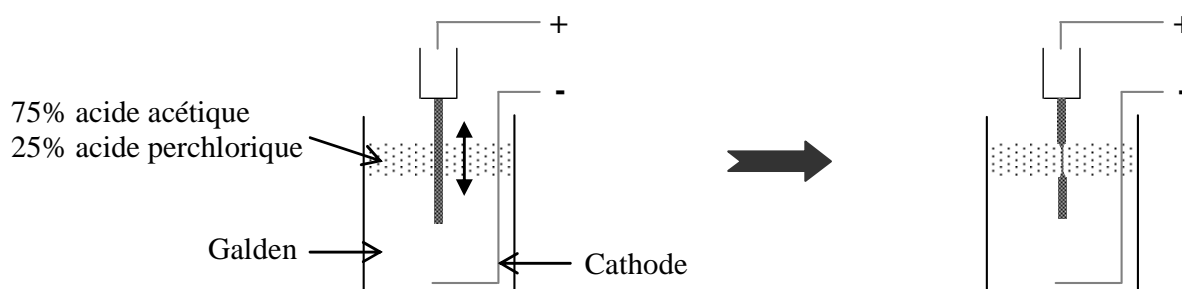 +
-
75% acide acétique
25% acide perchlorique
Galden
Cathode
+
-